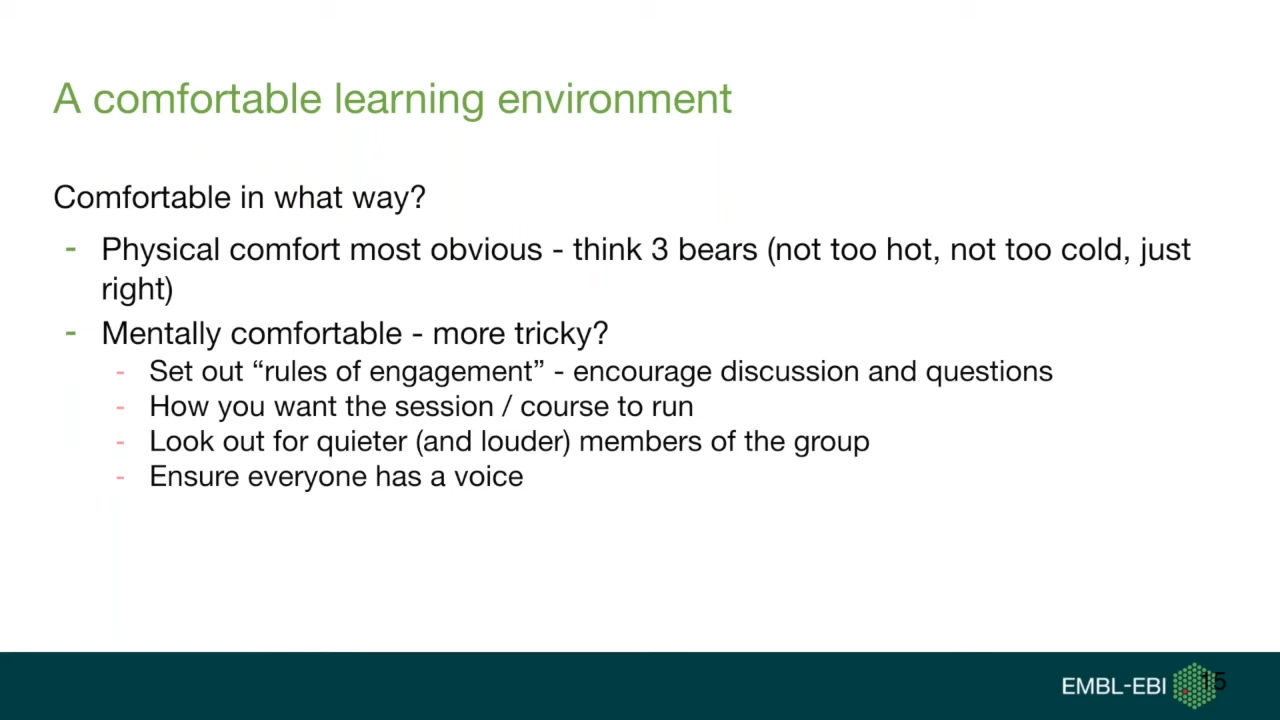 A comfortable learning environment
Comfortable in what way?
- Physical comfort most obvious - think 3 bears (not too hot, not too cold, just
right)
- Mentally comfortable - more tricky?
- Set out “rules of engagement” - encourage discussion and questions
- How you want the session / course to run
- Look out for quieter (and louder) members of the group
- Ensure everyone has a voice
EMBL-EBI
15